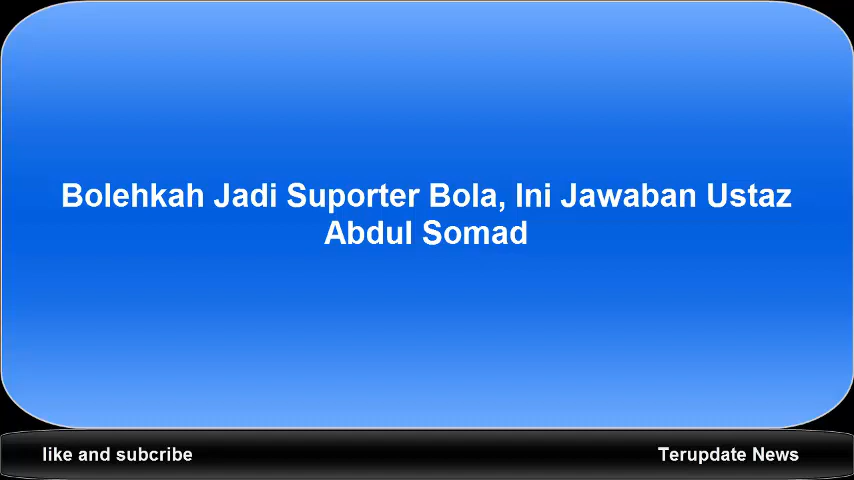 Bolehkah Jadi Suporter Bola, Ini Jawaban Ustaz
Abdul Somad
like and subcribe
Terupdate News